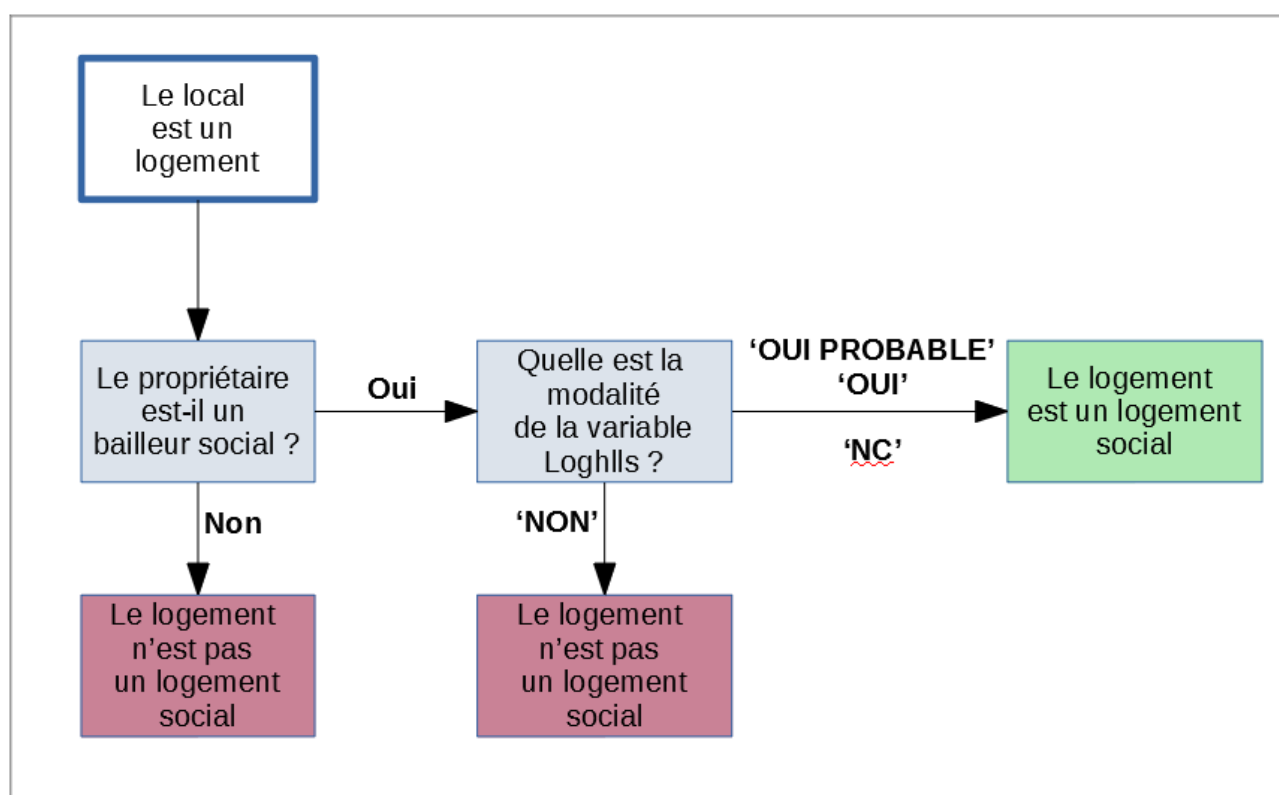 Le local
est un
logement
Le propriétaire
est-il un
bailleur social ?
Oui
Quelle est la
modalité
de la variable
Loghlls ?
‘OUI PROBABLE’
‘OUI’
‘NC’
Le logement
est un logement
social
Non
‘NON’
Le logement
n’est pas
un logement
social
Le logement
n’est pas
un logement
social